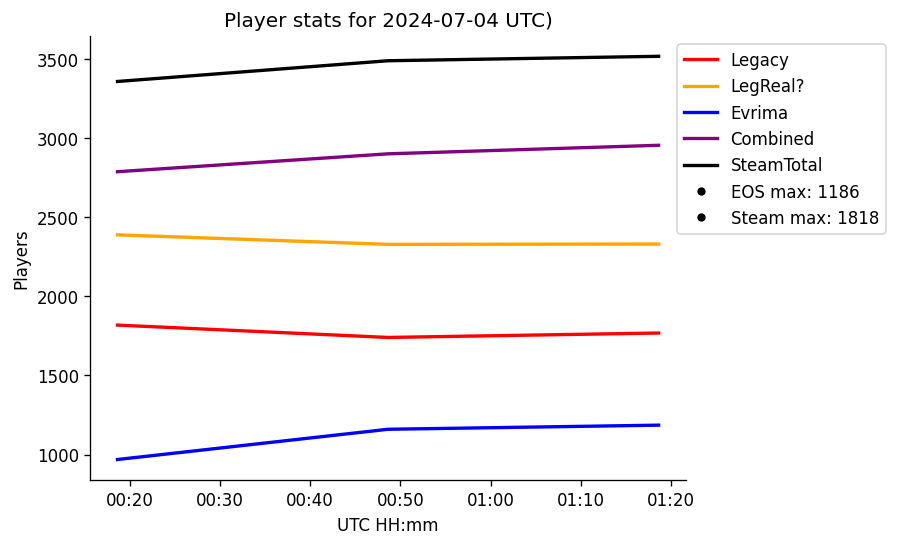 Player stats for 2024-07-04 UTC)
3500
3000
2500
2000
1500
1000
Players
00:20 00:30 00:40 00:50 01:00 01:10 01:20
UTC HH:mm
Legacy
LegReal?
Evrima
Combined
SteamTotal
EOS max: 1186
Steam max: 1818